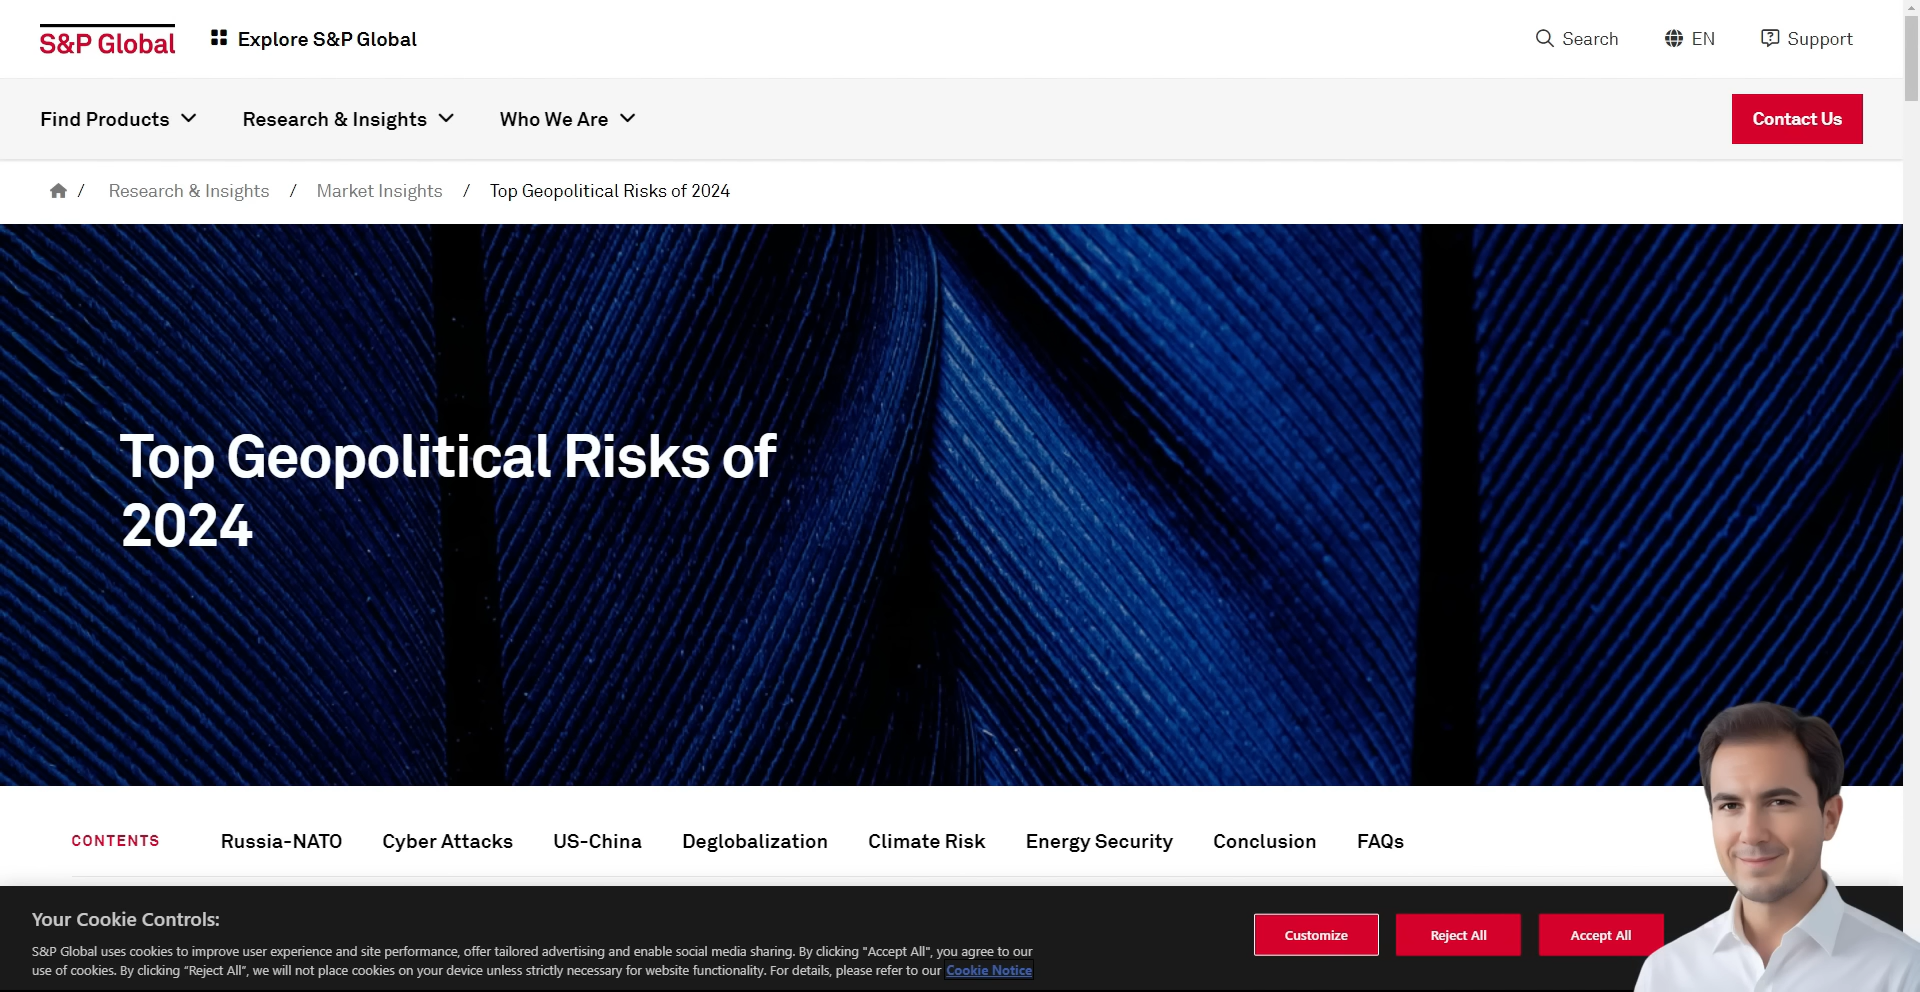 S&P Global
Explore S&P Global
Search
EN
Support
Find Products
Research & Insights
Who We Are
Contact Us
/ Research & Insights / Market Insights / Top Geopolitical Risks of 2024
Top Geopolitical Risks of
2024
CONTENTS
Russia-NATO
Cyber Attacks
US-China
Deglobalization
Climate Risk
Energy Security
Conclusion
FAQs
Your Cookie Controls:
S&P Global uses cookies to improve user experience and site performance, offer tailored advertising and enable social media sharing. By clicking "Accept All", you agree to our
use of cookies. By clicking “Reject All”, we will not place cookies on your device unless strictly necessary for website functionality. For details, please refer to our Cookie Notice
Customize
Reject All
Accept All